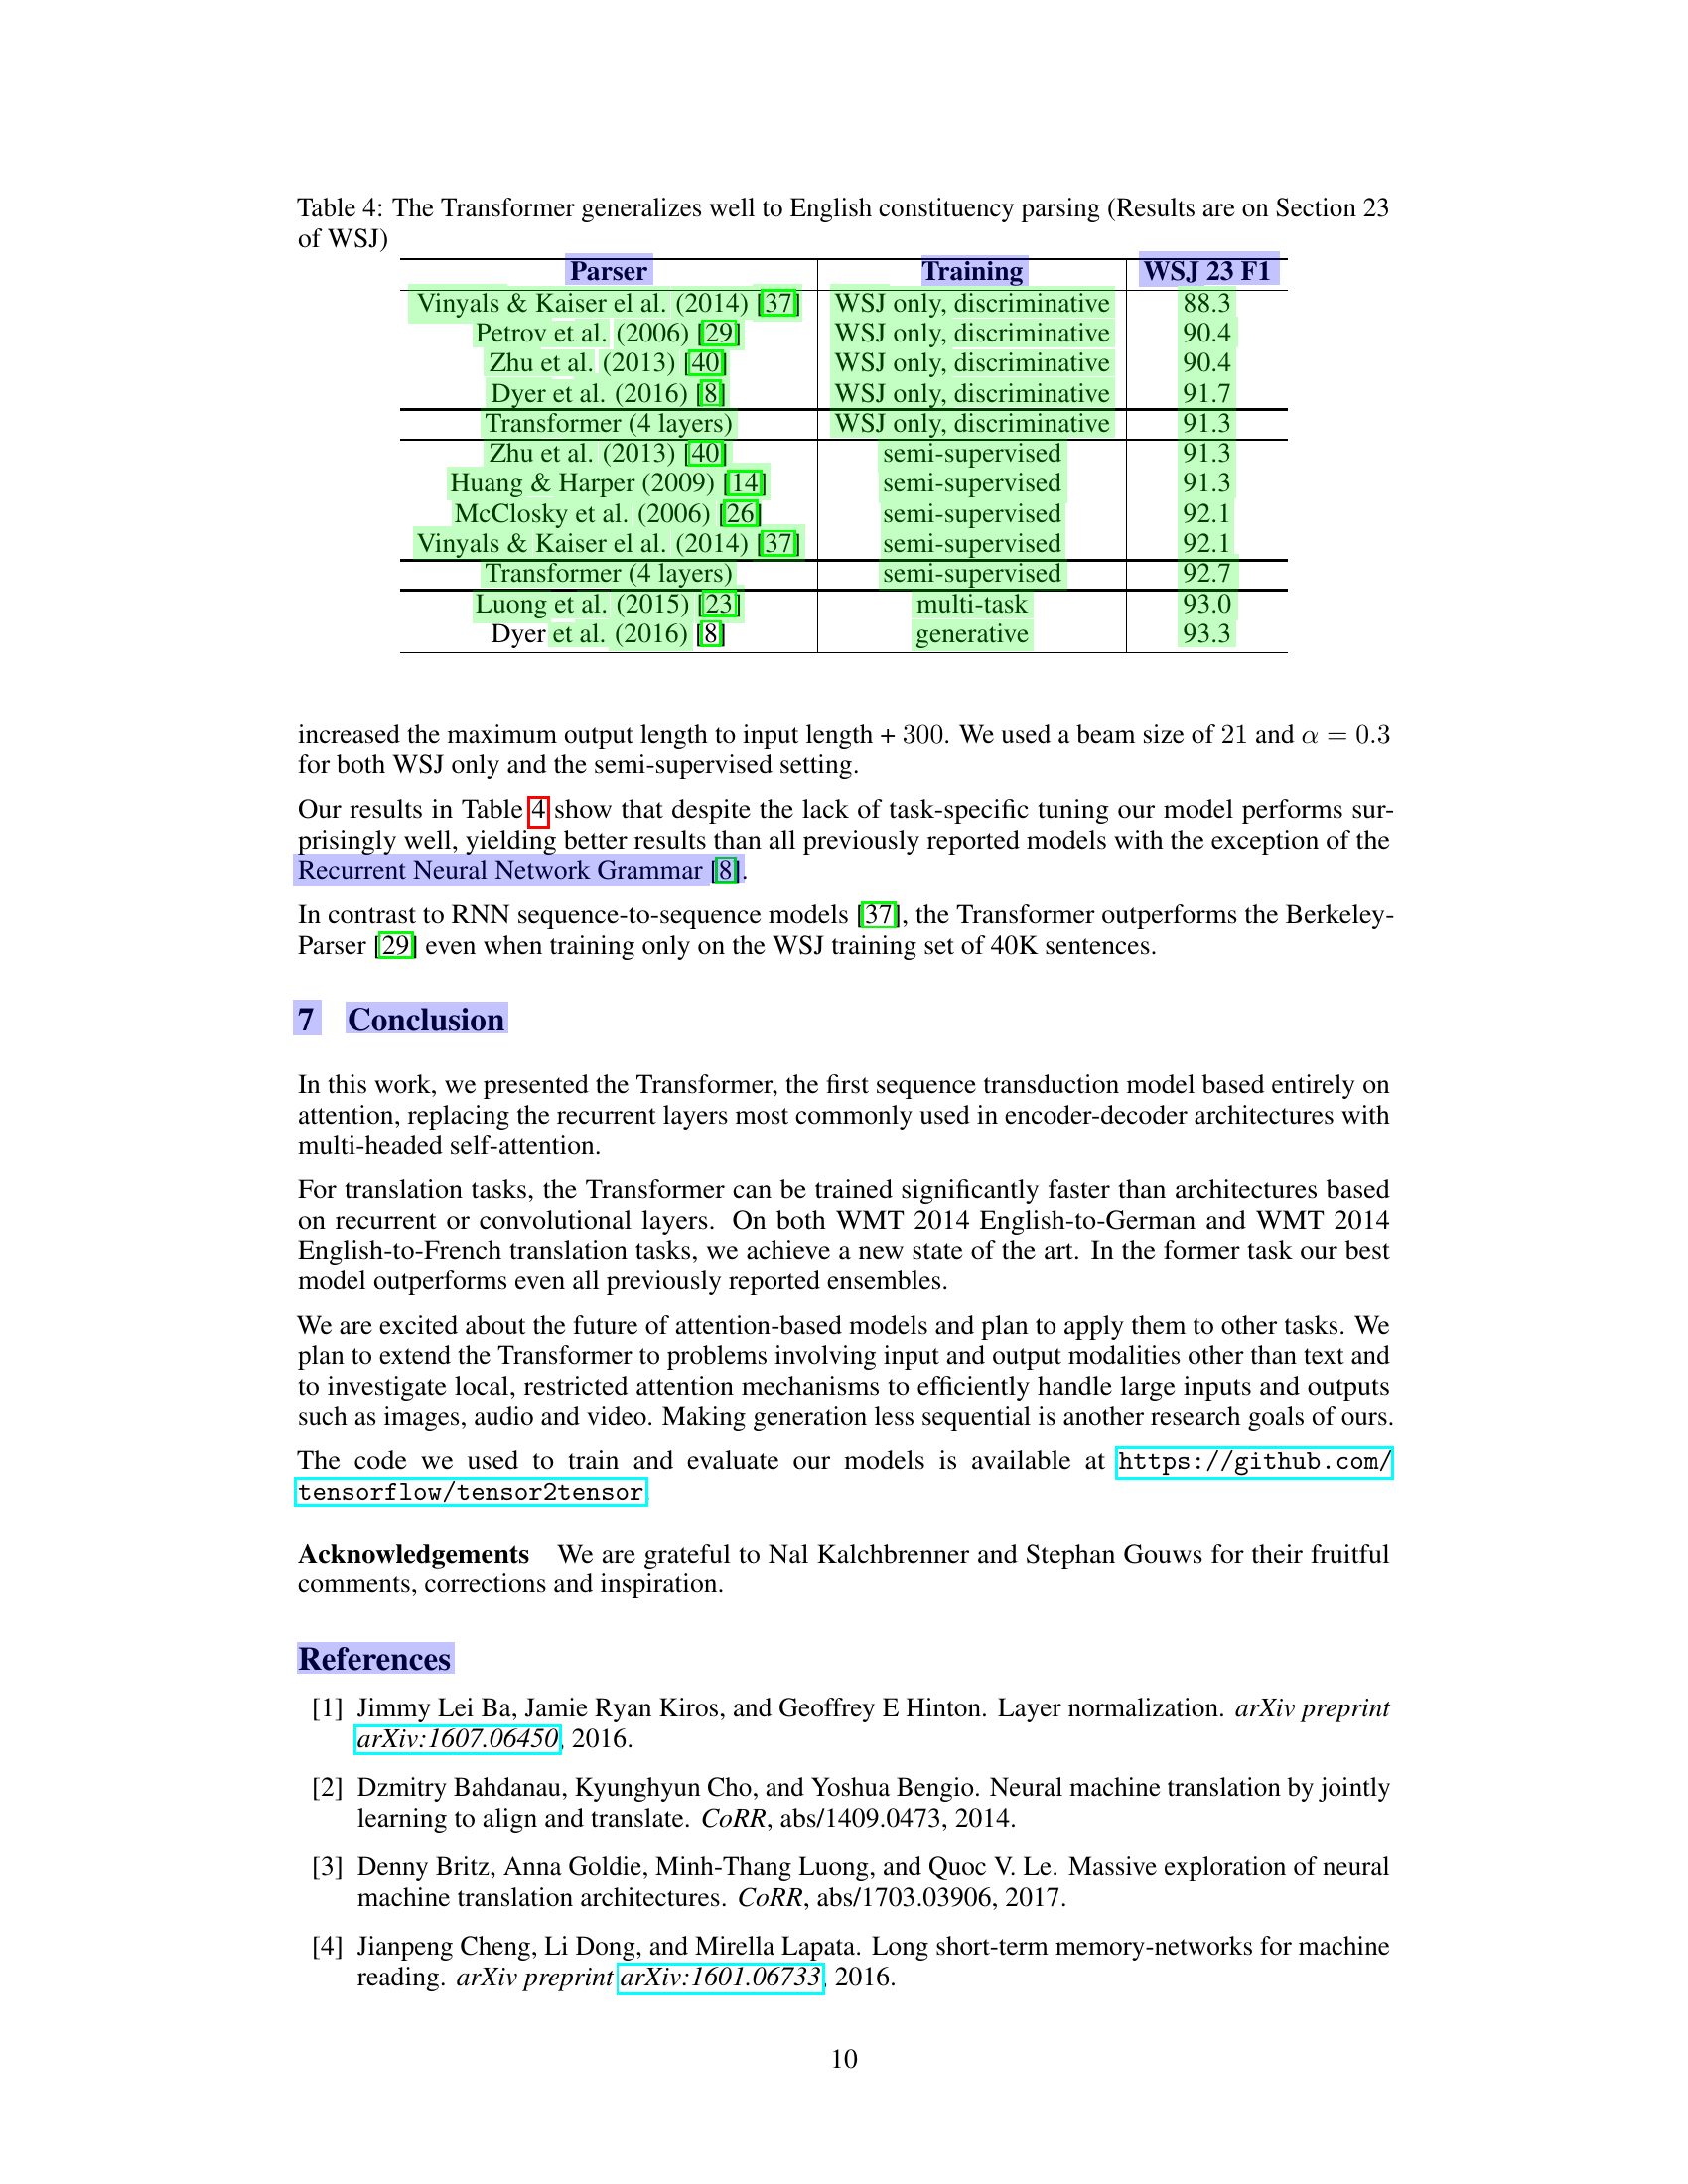 Table 4: The Transformer generalizes well to English constituency parsing (Results are on Section 23
of WSJ)
Parser Training WSJ 23 F1
Vinyals & Kaiser el al. (2014) [37] WSJ only, discriminative 88.3
Petrov et al. (2006) [29] WSJ only, discriminative 90.4
Zhu et al. (2013) [40] WSJ only, discriminative 90.4
Dyer et al. (2016) [8] WSJ only, discriminative 91.7
Transformer (4 layers) WSJ only, discriminative 91.3
Zhu et al. (2013) [40] semi-supervised 91.3
Huang & Harper (2009) [14] semi-supervised 91.3
McClosky et al. (2006) [26] semi-supervised 92.1
Vinyals & Kaiser el al. (2014) [37] semi-supervised 92.1
Transformer (4 layers) semi-supervised 92.7
Luong et al. (2015) [23] multi-task 93.0
Dyer et al. (2016) [8] generative 93.3
increased the maximum output length to input length + 300. We used a beam size of 21 and α = 0.3
for both WSJ only and the semi-supervised setting.
Our results in Table 4 show that despite the lack of task-specific tuning our model performs sur-
prisingly well, yielding better results than all previously reported models with the exception of the
Recurrent Neural Network Grammar [8].
In contrast to RNN sequence-to-sequence models [37], the Transformer outperforms the Berkeley-
Parser [29] even when training only on the WSJ training set of 40K sentences.
7 Conclusion
In this work, we presented the Transformer, the first sequence transduction model based entirely on
attention, replacing the recurrent layers most commonly used in encoder-decoder architectures with
multi-headed self-attention.
For translation tasks, the Transformer can be trained significantly faster than architectures based
on recurrent or convolutional layers. On both WMT 2014 English-to-German and WMT 2014
English-to-French translation tasks, we achieve a new state of the art. In the former task our best
model outperforms even all previously reported ensembles.
We are excited about the future of attention-based models and plan to apply them to other tasks. We
plan to extend the Transformer to problems involving input and output modalities other than text and
to investigate local, restricted attention mechanisms to efficiently handle large inputs and outputs
such as images, audio and video. Making generation less sequential is another research goals of ours.
The code we used to train and evaluate our models is available at https://github.com/
tensorflow/tensor2tensor.
Acknowledgements We are grateful to Nal Kalchbrenner and Stephan Gouws for their fruitful
comments, corrections and inspiration.
References
[1] Jimmy Lei Ba, Jamie Ryan Kiros, and Geoffrey E Hinton. Layer normalization. arXiv preprint
arXiv:1607.06450, 2016.
[2] Dzmitry Bahdanau, Kyunghyun Cho, and Yoshua Bengio. Neural machine translation by jointly
learning to align and translate. CoRR, abs/1409.0473, 2014.
[3] Denny Britz, Anna Goldie, Minh-Thang Luong, and Quoc V. Le. Massive exploration of neural
machine translation architectures. CoRR, abs/1703.03906, 2017.
[4] Jianpeng Cheng, Li Dong, and Mirella Lapata. Long short-term memory-networks for machine
reading. arXiv preprint arXiv:1601.06733, 2016.
10